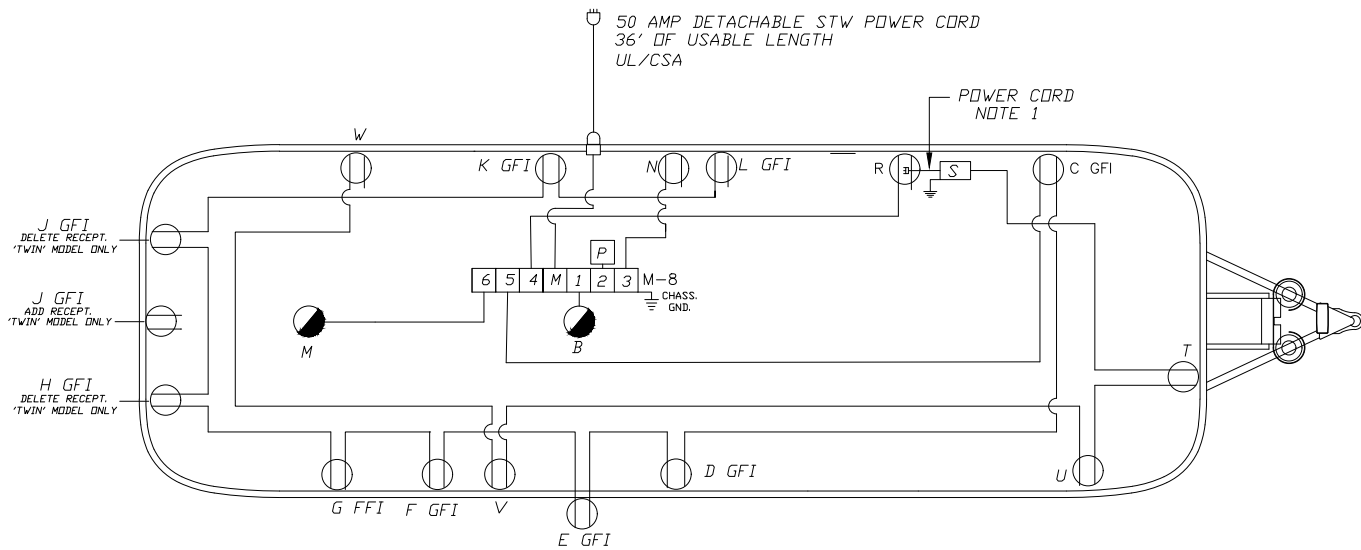 50 AMP DETACHABLE STW POWER CORD
36' OF USABLE LENGTH
UL/CSA
POWER CORD
NOTE 1
W
K GFI
N
L GFI
R
S
C GFI
J GFI
DELETE RECEPT.
'TWIN' MODEL ONLY
P
6 5 4 M 1 2 3 M-8
CHASS.
GND.
J GFI
ADD RECEPT.
'TWIN' MODEL ONLY
M
B
T
H GFI
DELETE RECEPT.
'TWIN' MODEL ONLY
G FFI
F GFI
V
E GFI
D GFI
U